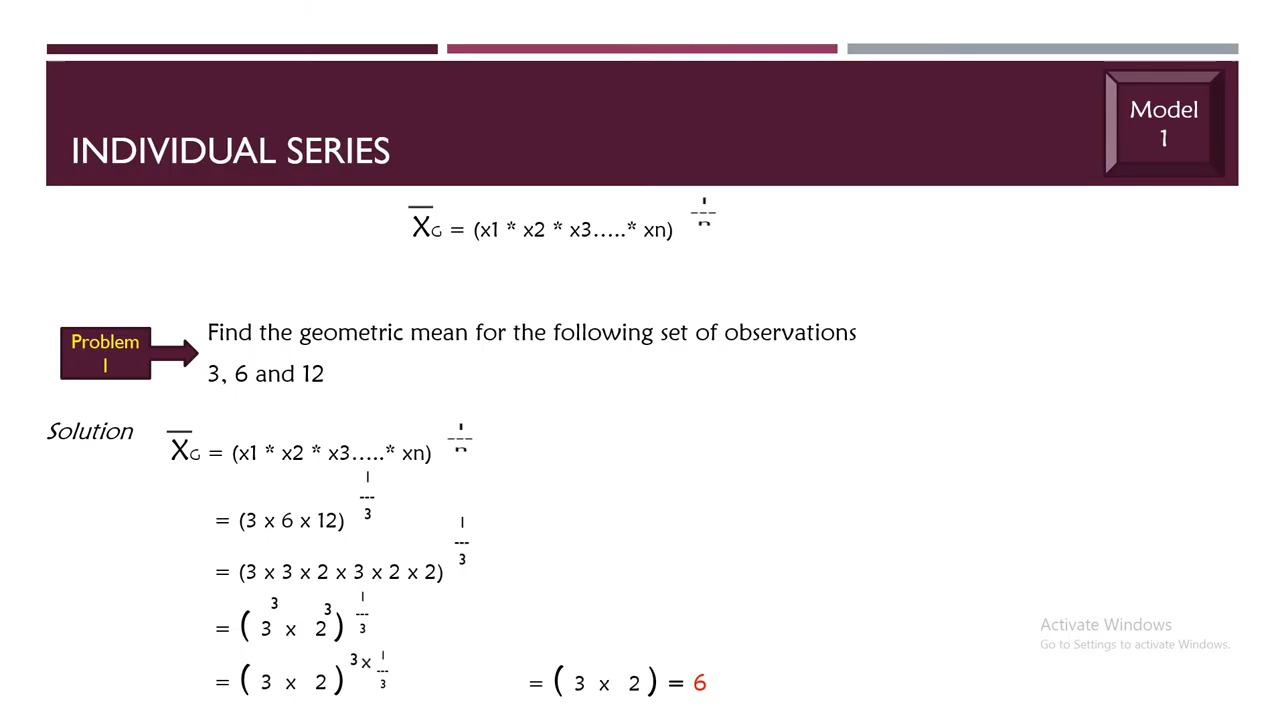 INDIVIDUAL SERIES
Model
1
X̅G = (x1 * x2 * x3…..* xn) 1/n
Problem
1
Find the geometric mean for the following set of observations
3, 6 and 12
Solution
X̅G = (x1 * x2 * x3…..* xn) 1/n
= (3 x 6 x 12) 1/3
= (3 x 3 x 2 x 3 x 2 x 2) 1/3
= ( 3³ x 2³ ) 1/3
= ( 3 x 2 ) 3 x 1/3 = ( 3 x 2 ) = 6
Activate Windows
Go to Settings to activate Windows.